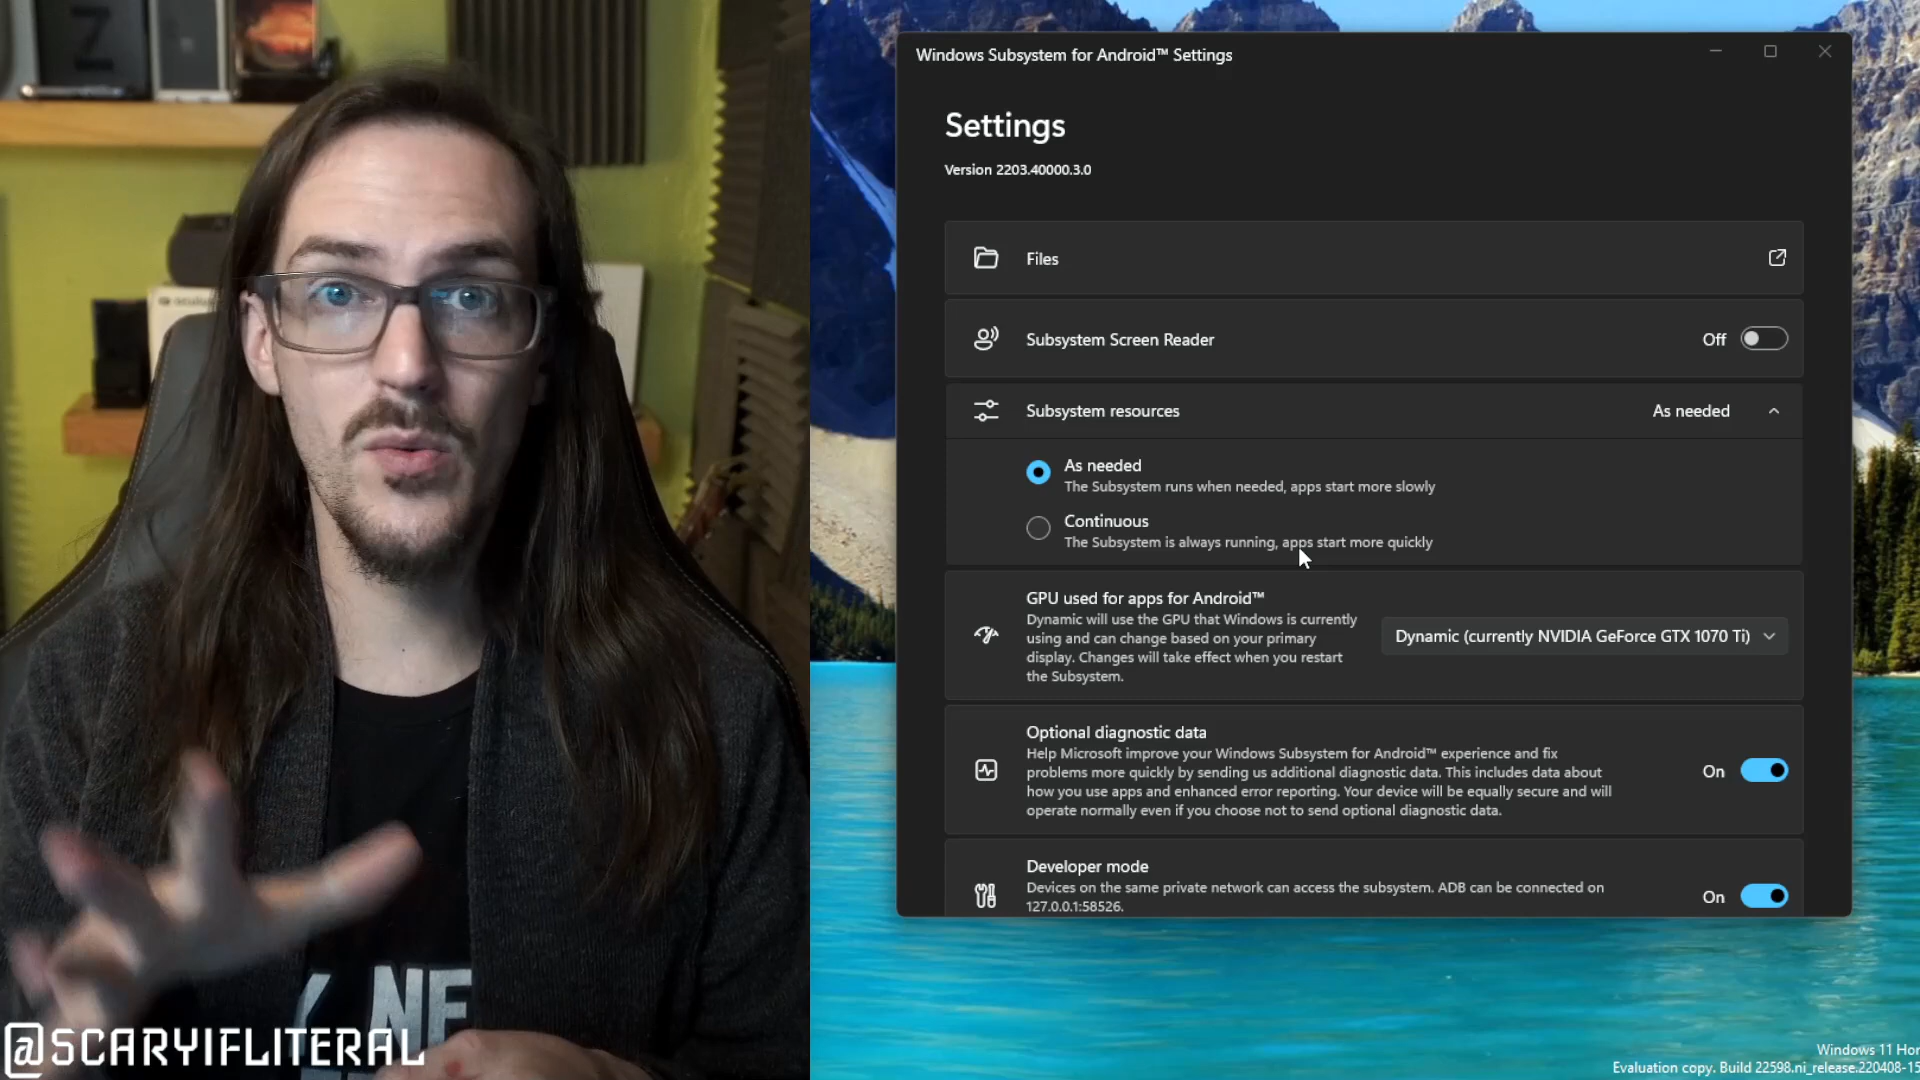 Windows Subsystem for Android™ Settings
Settings
Version 2203.40000.3.0
Files
Subsystem Screen Reader
Off
Subsystem resources
As needed
As needed
The Subsystem runs when needed, apps start more slowly
Continuous
The Subsystem is always running, apps start more quickly
GPU used for apps for Android™
Dynamic will use the GPU that Windows is currently
using and can change based on your primary
display. Changes will take effect when you restart
the Subsystem.
Dynamic (currently NVIDIA GeForce GTX 1070 Ti)
Optional diagnostic data
Help Microsoft improve your Windows Subsystem for Android™ experience and fix
problems more quickly by sending us additional diagnostic data. This includes data about
how you use apps and enhanced error reporting. Your device will be equally secure and will
operate normally even if you choose not to send optional diagnostic data.
On
Developer mode
Devices on the same private network can access the subsystem. ADB can be connected on
127.0.0.1:58526.
On
@SCARYIFLITERAL
Windows 11 Hor
Evaluation copy. Build 22598.ni_release.220408-15